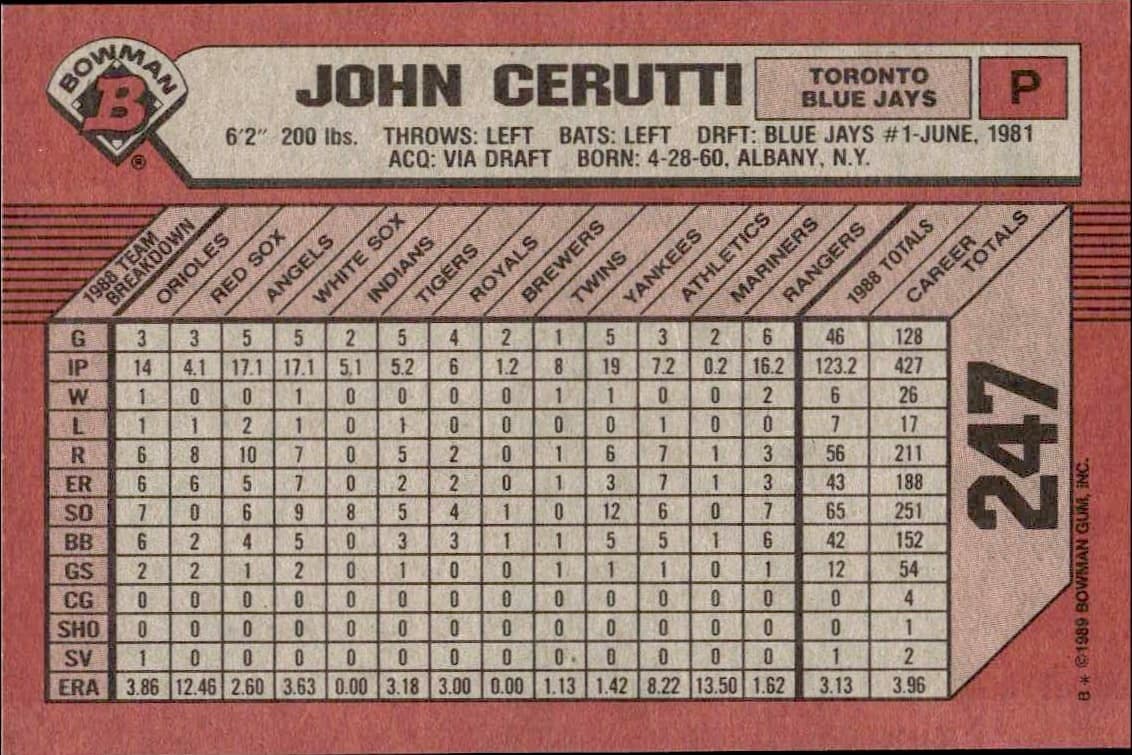 BOWMAN
B
®
JOHN CERUTTI
TORONTO
BLUE JAYS
P
6'2" 200 lbs. THROWS: LEFT BATS: LEFT DRFT: BLUE JAYS #1-JUNE, 1981
ACQ: VIA DRAFT BORN: 4-28-60, ALBANY, N.Y.
1988 TEAM BREAKDOWN ORIOLES RED SOX ANGELS WHITE SOX INDIANS TIGERS ROYALS BREWERS TWINS YANKEES ATHLETICS MARINERS RANGERS 1988 TOTALS CAREER TOTALS
G 3 3 5 5 2 5 4 2 1 5 3 2 6 46 128
IP 14 4.1 17.1 17.1 5.1 5.2 6 1.2 8 19 7.2 0.2 16.2 123.2 427
W 1 0 0 1 0 0 0 0 1 1 0 0 2 6 26
L 1 1 2 1 0 1 0 0 0 0 1 0 0 7 17
R 6 8 10 7 0 5 2 0 1 6 7 1 3 56 211
ER 6 6 5 7 0 2 2 0 1 3 7 1 3 43 188
SO 7 0 6 9 8 5 4 1 0 12 6 0 7 65 251
BB 6 2 4 5 0 3 3 1 1 5 5 1 6 42 152
GS 2 2 1 2 0 1 0 0 1 1 1 0 1 12 54
CG 0 0 0 0 0 0 0 0 0 0 0 0 0 0 4
SHO 0 0 0 0 0 0 0 0 0 0 0 0 0 0 1
SV 1 0 0 0 0 0 0 0 0 0 0 0 0 1 2
ERA 3.86 12.46 2.60 3.63 0.00 3.18 3.00 0.00 1.13 1.42 8.22 13.50 1.62 3.13 3.96
247
B * ©1989 BOWMAN GUM, INC.